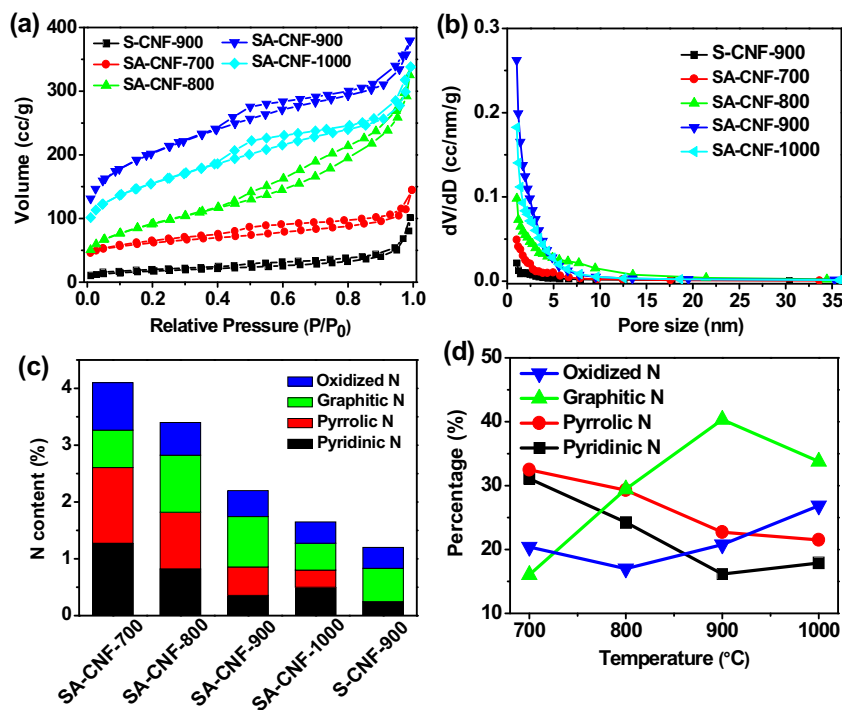 (a)
400
300
200
100
0
Volume (cc/g)
S-CNF-900
SA-CNF-700
SA-CNF-800
SA-CNF-900
SA-CNF-1000
0.0 0.2 0.4 0.6 0.8 1.0
Relative Pressure (P/P0)
(b)
0.3
0.2
0.1
0.0
dV/dD (cc/nm/g)
S-CNF-900
SA-CNF-700
SA-CNF-800
SA-CNF-900
SA-CNF-1000
0 5 10 15 20 25 30 35
Pore size (nm)
(c)
4
3
2
1
0
N content (%)
Oxidized N
Graphitic N
Pyrrolic N
Pyridinic N
SA-CNF-700
SA-CNF-800
SA-CNF-900
SA-CNF-1000
S-CNF-900
(d)
50
40
30
20
10
Percentage (%)
Oxidized N
Graphitic N
Pyrrolic N
Pyridinic N
700 800 900 1000
Temperature (°C)